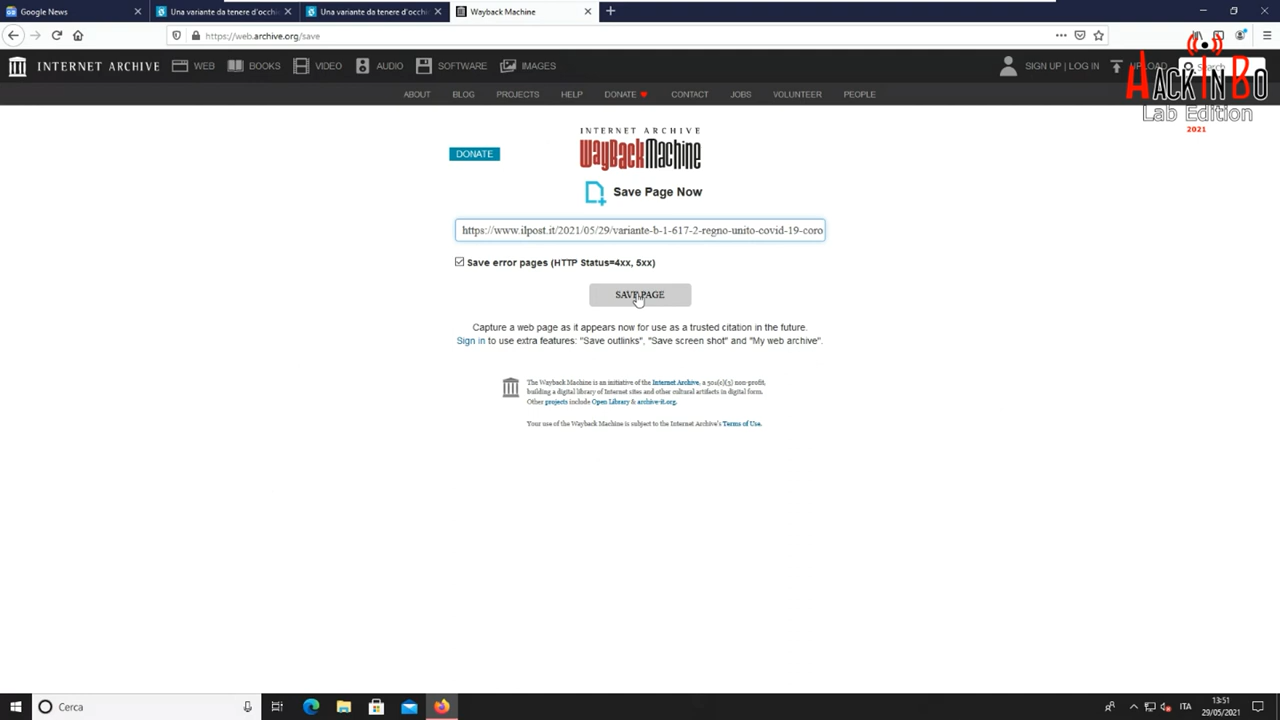 Google News
Una variante da tenere d'occhi
Una variante da tenere d'occhi
Wayback Machine
https://web.archive.org/save
INTERNET ARCHIVE
WEB
BOOKS
VIDEO
AUDIO
SOFTWARE
IMAGES
SIGN UP | LOG IN
UPLOAD
Search
HACKINBO
Lab Edition
2021
ABOUT
BLOG
PROJECTS
HELP
DONATE
CONTACT
JOBS
VOLUNTEER
PEOPLE
DONATE
INTERNET ARCHIVE
WayBackMachine
Save Page Now
https://www.ilpost.it/2021/05/29/variante-b-1-617-2-regno-unito-covid-19-coro
Save error pages (HTTP Status=4xx, 5xx)
SAVE PAGE
Capture a web page as it appears now for use as a trusted citation in the future.
Sign in to use extra features: "Save outlinks", "Save screen shot" and "My web archive".
The Wayback Machine is an initiative of the Internet Archive, a 501(c)(3) non-profit,
building a digital library of Internet sites and other cultural artifacts in digital form.
Other projects include Open Library & archive-it.org.
Your use of the Wayback Machine is subject to the Internet Archive's Terms of Use.
Cerca
ITA
13:51
29/05/2021